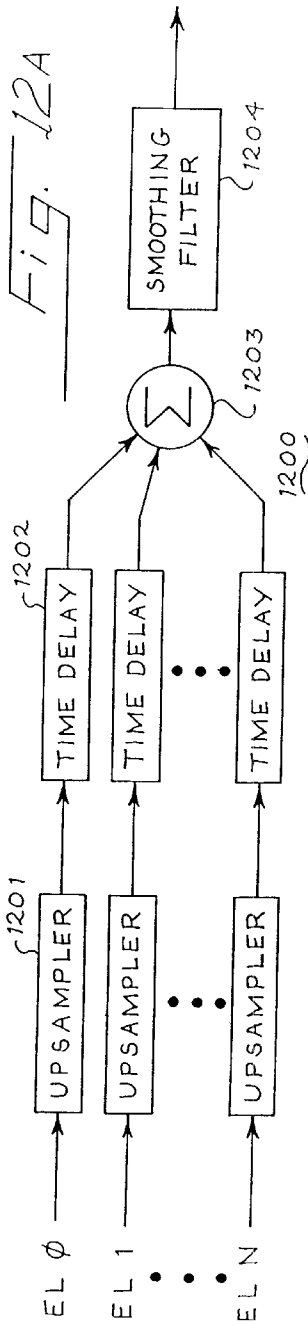 Fig. 12A
EL Ø
UPSAMPLER
1201
TIME DELAY
1202
EL 1
UPSAMPLER
TIME DELAY
EL N
UPSAMPLER
TIME DELAY
Σ
1203
SMOOTHING
FILTER
1204
1200